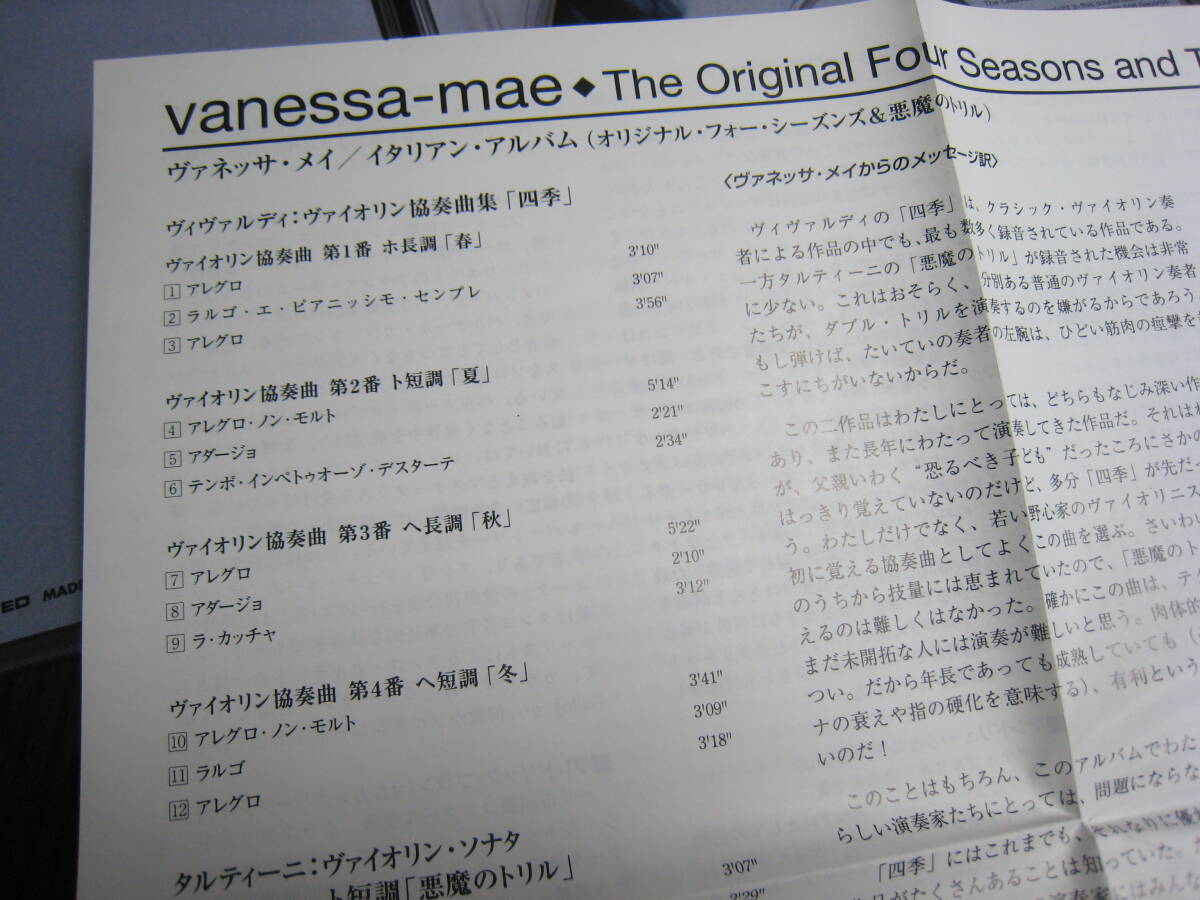 vanessa-mae◆The Original Four Seasons and T
ヴァネッサ・メイ／イタリアン・アルバム（オリジナル・フォー・シーズンズ＆悪魔のトリル）
ヴィヴァルディ：ヴァイオリン協奏曲集「四季」
ヴァイオリン協奏曲 第1番 ホ長調「春」
1 アレグロ 3'10"
2 ラルゴ・エ・ピアニッシモ・センプレ 3'07"
3 アレグロ 3'56"
ヴァイオリン協奏曲 第2番 ト短調「夏」
4 アレグロ・ノン・モルト 5'14"
5 アダージョ 2'21"
6 テンポ・インペトゥオーゾ・デスターテ 2'34"
ヴァイオリン協奏曲 第3番 ヘ長調「秋」
7 アレグロ 5'22"
8 アダージョ 2'10"
9 ラ・カッチャ 3'12"
ヴァイオリン協奏曲 第4番 ヘ短調「冬」
10 アレグロ・ノン・モルト 3'41"
11 ラルゴ 3'09"
12 アレグロ 3'18"
タルティーニ：ヴァイオリン・ソナタ
ト短調「悪魔のトリル」
3'07"
2'29"
〈ヴァネッサ・メイからのメッセージ訳〉
ヴィヴァルディの「四季」は、クラシック・ヴァイオリン奏
者による作品の中でも、最も数多く録音されている作品である。
一方タルティーニの「悪魔のトリル」が録音された機会は非常
に少ない。これはおそらく、分別ある普通のヴァイオリン奏者
たちが、ダブル・トリルを演奏するのを嫌がるからであろう
もし弾けば、たいていの奏者の左腕は、ひどい筋肉の痙攣を
こすにちがいないからだ。
この二作品はわたしにとっては、どちらもなじみ深い作
あり、また長年にわたって演奏してきた作品だ。それは
が、父親いわく“恐るべき子ども”だったころにさかの
はっきり覚えていないのだけど、多分「四季」が先だっ
う。わたしだけでなく、若い野心家のヴァイオリニス
初に覚える協奏曲としてよくこの曲を選ぶ。さいわい
のうちから技量には恵まれていたので、「悪魔のト
えるのは難しくはなかった。確かにこの曲は、テ
まだ未開拓な人には演奏が難しいと思う。肉体的
つい。だから年長であっても成熟していても（
ナの衰えや指の硬化を意味する）、有利という
いのだ！
このことはもちろん、このアルバムでわた
らしい演奏家たちにとっては、問題にならな
「四季」にはこれまでも、それなりに優
品がたくさんあることは知っていた。
演奏家にはみん
ED MADE